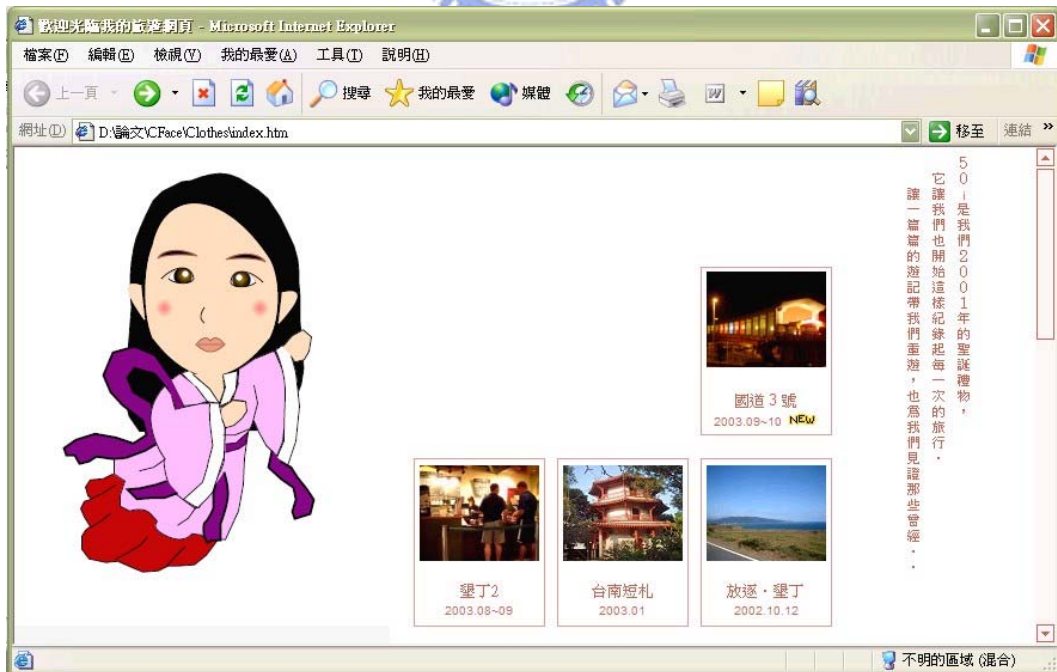 歡迎光臨我的旅遊網頁 - Microsoft Internet Explorer
檔案(F) 編輯(E) 檢視(V) 我的最愛(A) 工具(T) 說明(H)
上一頁 搜尋 我的最愛 媒體
網址(D) D:\論文\CFace\Clothes\index.htm 移至 連結 »
50i是我們2001年的聖誕禮物，
它讓我們也開始這樣紀錄起每一次的旅行．
讓一篇篇的遊記帶我們重遊，也為我們見證那些曾經．．
國道3號
2003.09~10 NEW
墾丁2
2003.08~09
台南短札
2003.01
放逐．墾丁
2002.10.12
不明的區域 (混合)